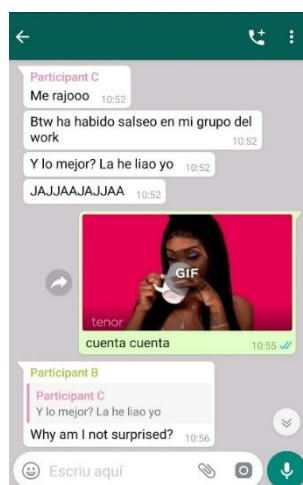 Participant C
Me rajooo 10:52
Btw ha habido salseo en mi grupo del
work 10:52
Y lo mejor? La he liao yo 10:52
JAJJAAJAJJAA 10:52
GIF
tenor
cuenta cuenta 10:55
Participant B
Participant C
Y lo mejor? La he liao yo
Why am I not surprised? 10:56
Escriu aquí